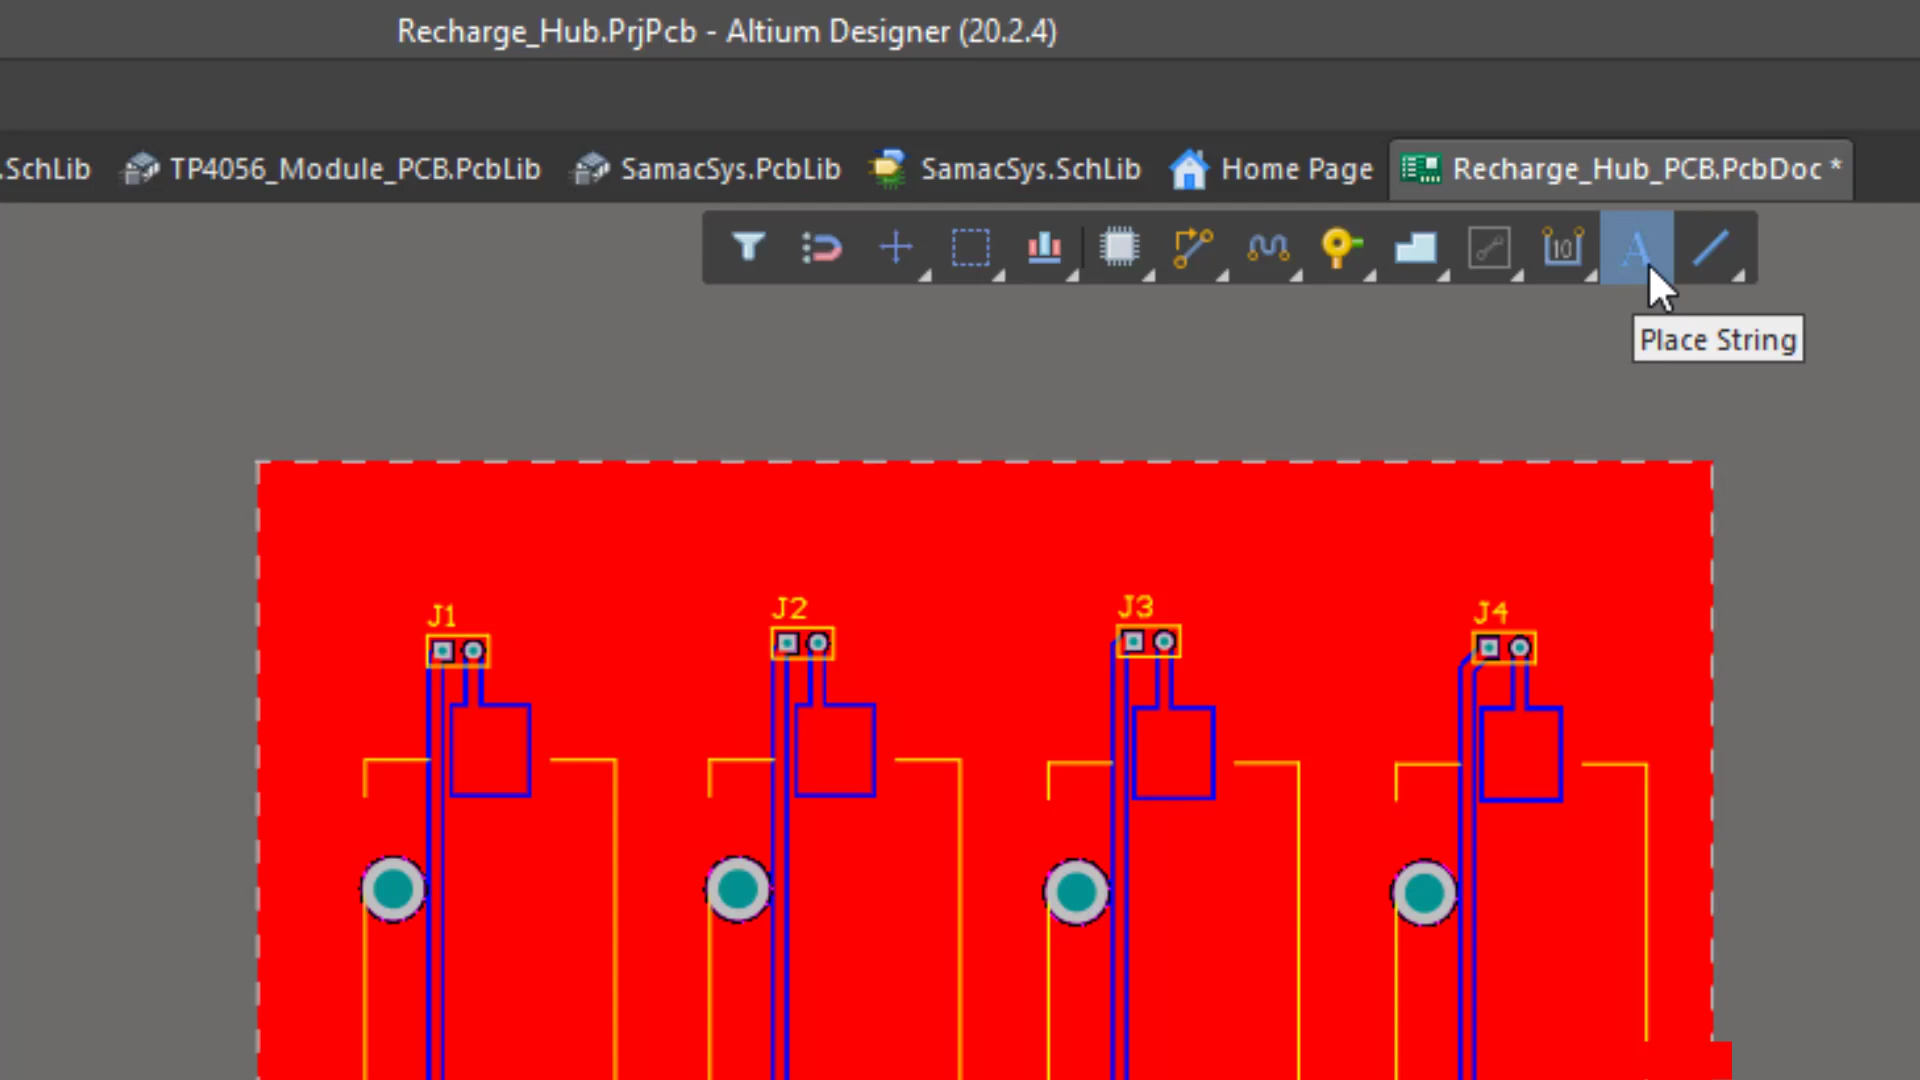 Recharge_Hub.PrjPcb - Altium Designer (20.2.4)
.SchLib TP4056_Module_PCB.PcbLib SamacSys.PcbLib SamacSys.SchLib Home Page Recharge_Hub_PCB.PcbDoc *
10 A
Place String
J1 J2 J3 J4